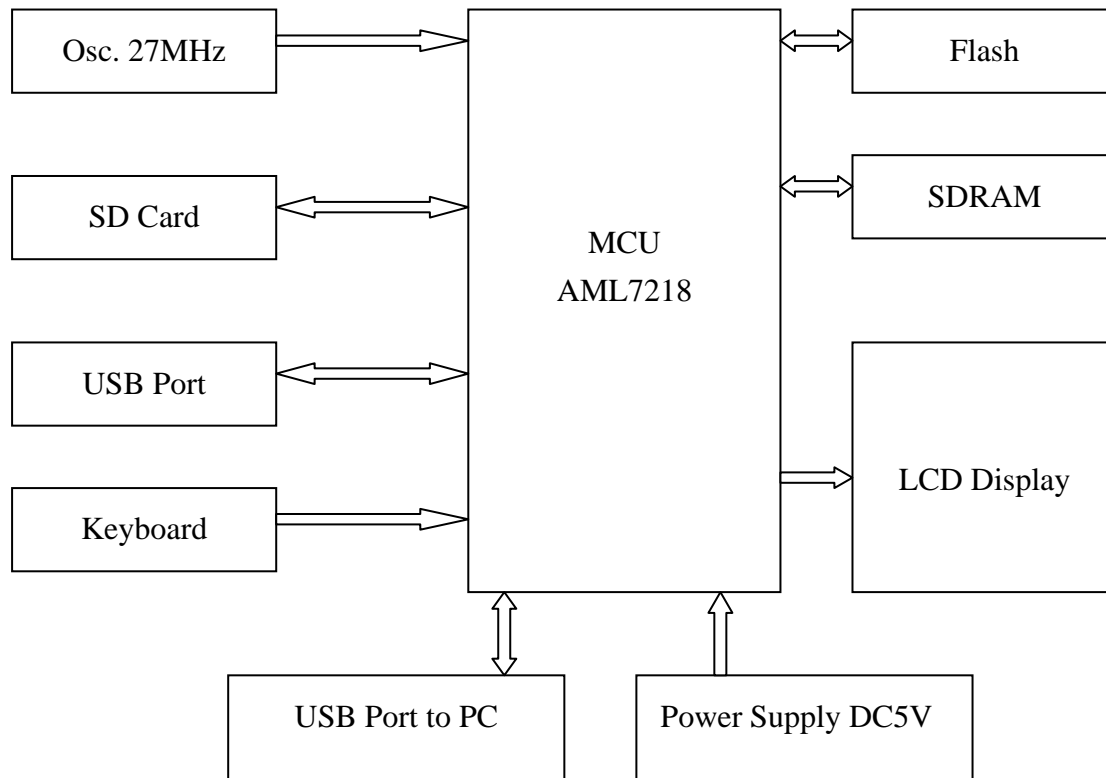 Osc. 27MHz
Flash
SD Card
SDRAM
MCU
AML7218
USB Port
LCD Display
Keyboard
USB Port to PC
Power Supply DC5V